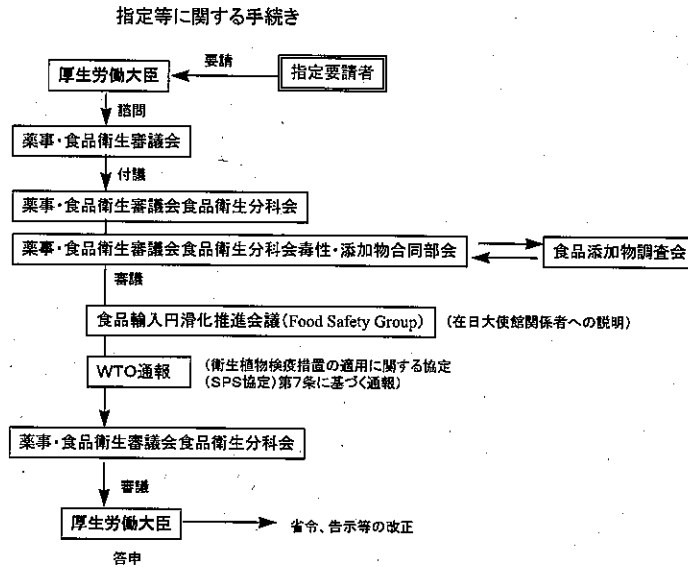 指定等に関する手続き
要請
厚生労働大臣
指定要請者
諮問
薬事・食品衛生審議会
付議
薬事・食品衛生審議会食品衛生分科会
薬事・食品衛生審議会食品衛生分科会毒性・添加物合同部会
食品添加物調査会
審議
食品輸入円滑化推進会議(Food Safety Group)
(在日大使館関係者への説明)
WTO通報
(衛生植物検疫措置の適用に関する協定
(SPS協定)第7条に基づく通報)
薬事・食品衛生審議会食品衛生分科会
審議
厚生労働大臣
省令、告示等の改正
答申